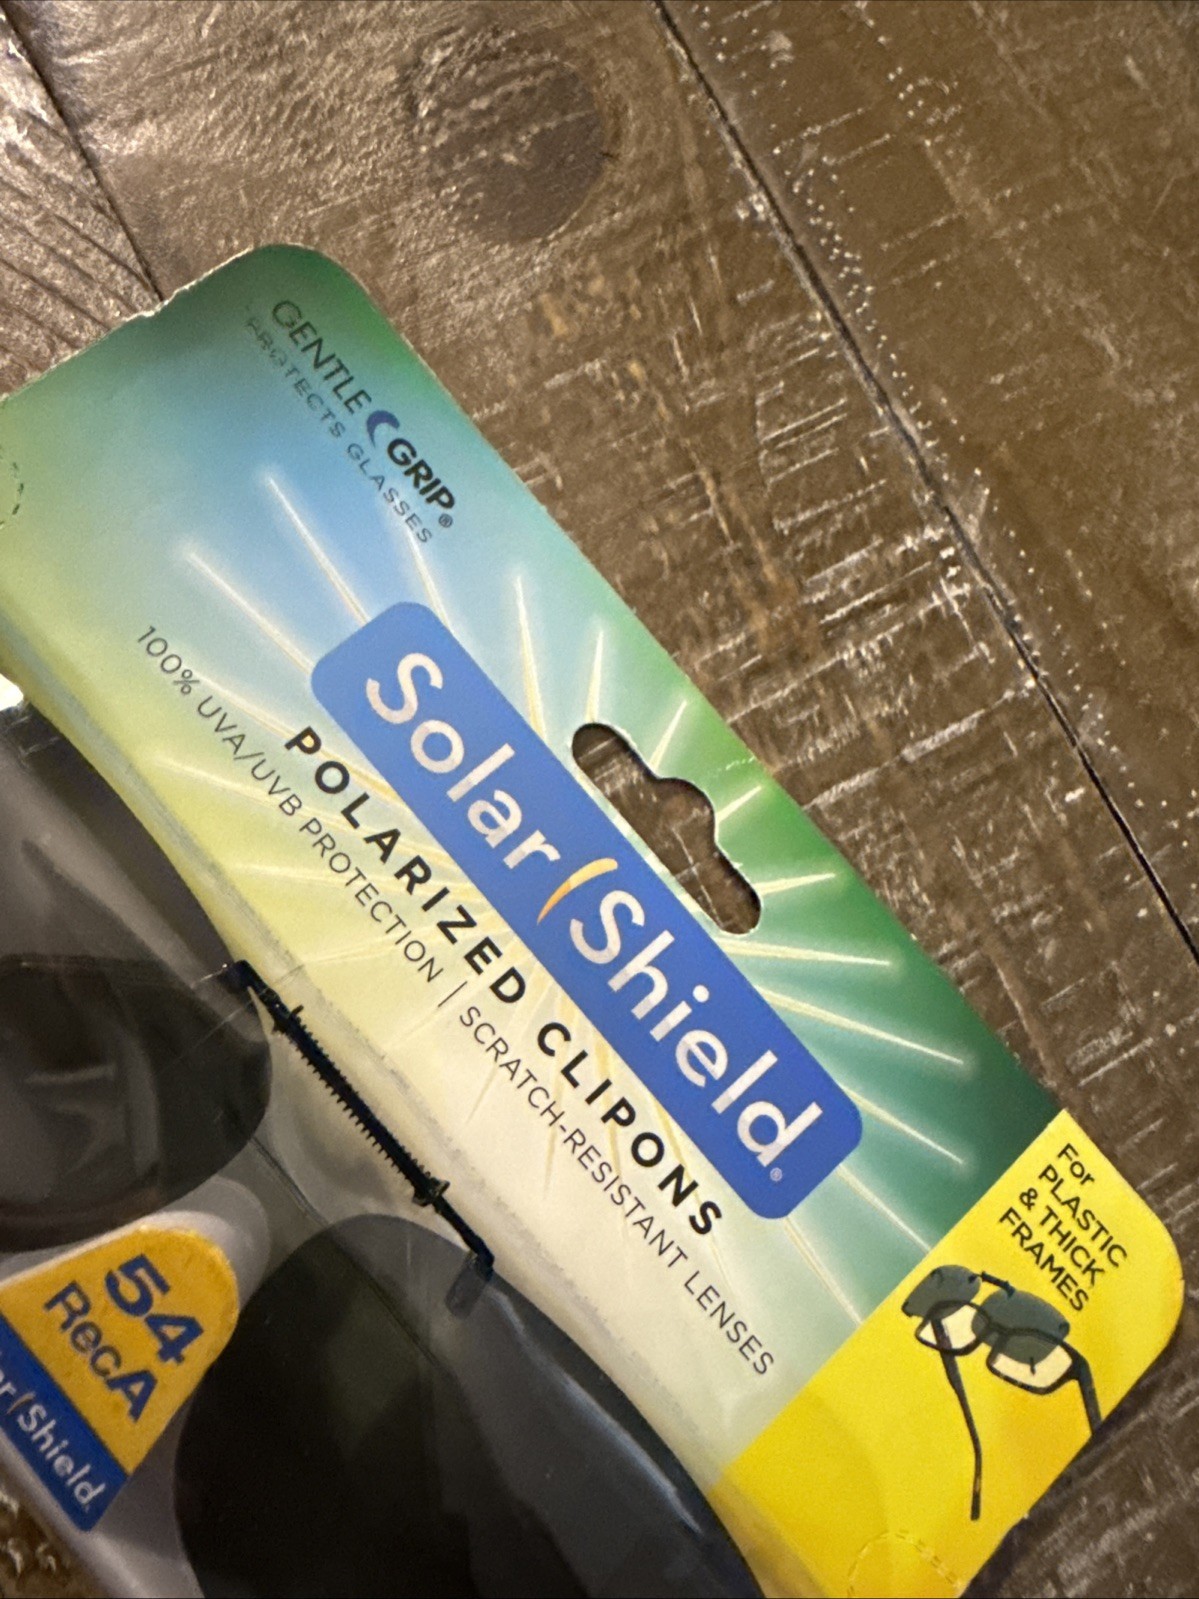 GENTLE GRIP®
PROTECTS GLASSES
Solar Shield®
POLARIZED CLIPONS
100% UVA/UVB PROTECTION | SCRATCH-RESISTANT LENSES
For
PLASTIC
& THICK
FRAMES
54
RecA
ar Shield